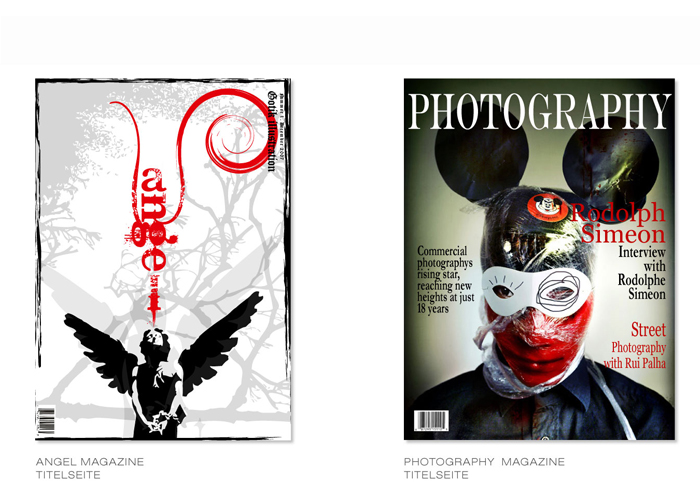 angel
Gotik Illustration
PHOTOGRAPHY
Rodolph
Simeon
Interview
with
Rodolphe
Simeon
Commercial
photographys
rising star,
reaching new
heights at just
18 years
Street
Photography
with Rui Palha
ANGEL MAGAZINE
TITELSEITE
PHOTOGRAPHY MAGAZINE
TITELSEITE